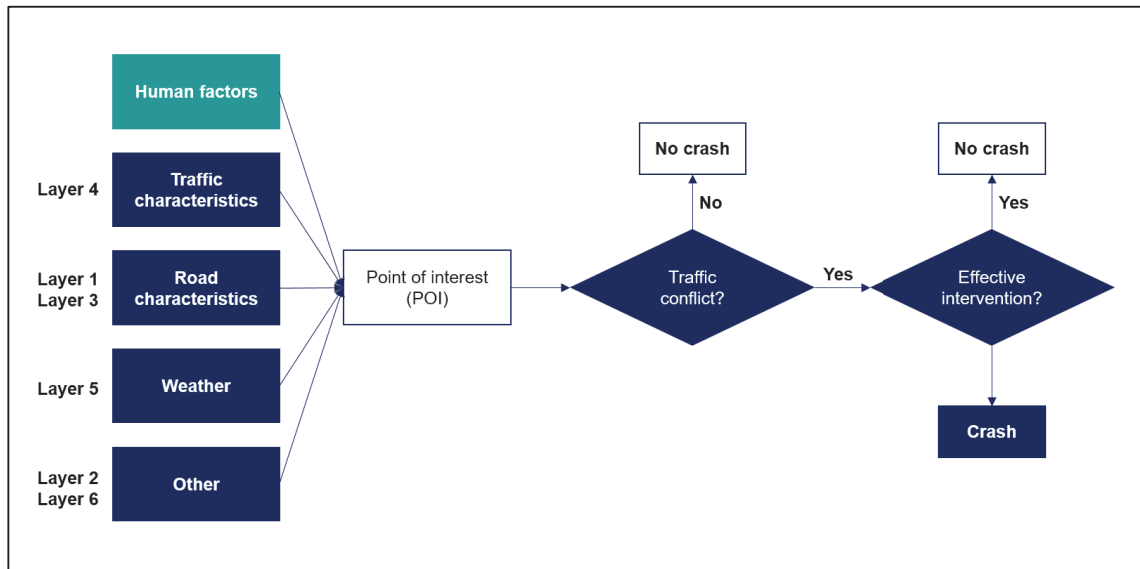 Human factors
Layer 4
Traffic
characteristics
Layer 1
Layer 3
Road
characteristics
Layer 5
Weather
Layer 2
Layer 6
Other
Point of interest
(POI)
No crash
No
Traffic
conflict?
Yes
No crash
Yes
Effective
intervention?
Crash